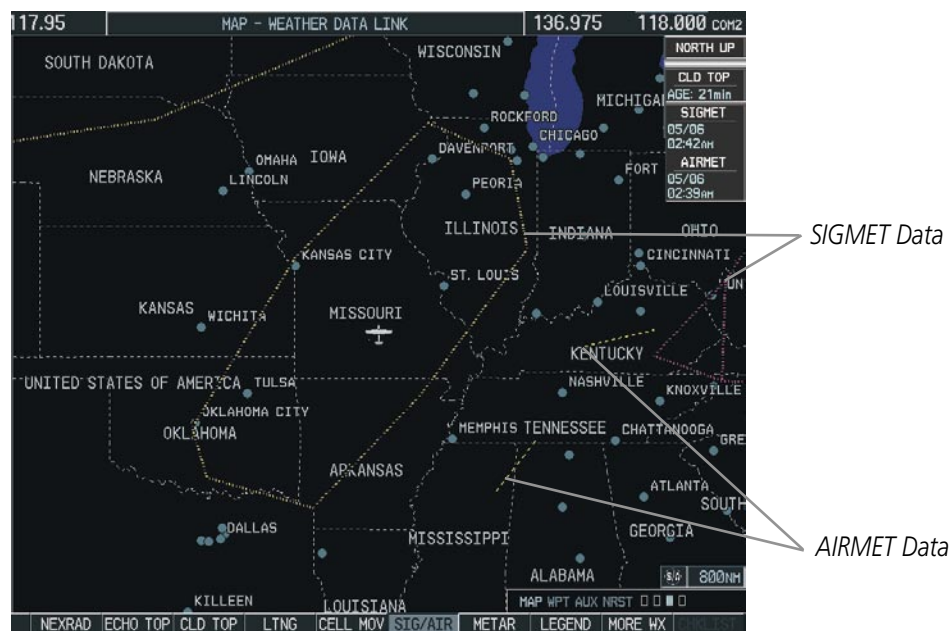 117.95 MAP - WEATHER DATA LINK 136.975 118.000 COM2
NORTH UP
CLD TOP
AGE: 21min
SIGMET
05/06
02:42AM
AIRMET
05/06
02:39AM
SOUTH DAKOTA
WISCONSIN
MICHIGAN
ROCKFORD
CHICAGO
DAVENPORT
OMAHA
IOWA
FORT
NEBRASKA
LINCOLN
PEORIA
ILLINOIS
INDIANA
OHIO
SIGMET Data
KANSAS CITY
CINCINNATI
ST. LOUIS
UN
LOUISVILLE
KANSAS
WICHITA
MISSOURI
KENTUCKY
UNITED STATES OF AMERICA
TULSA
NASHVILLE
KNOXVILLE
OKLAHOMA CITY
OKLAHOMA
MEMPHIS
TENNESSEE
CHATTANOOGA
GRE
ARKANSAS
ATLANTA
SOUTH
DALLAS
MISSISSIPPI
GEORGIA
AIRMET Data
ALABAMA
800NM
KILLEEN
LOUISIANA
MAP WPT AUX NRST
NEXRAD ECHO TOP CLD TOP LTNG CELL MOV SIG/AIR METAR LEGEND MORE WX CHKLIST